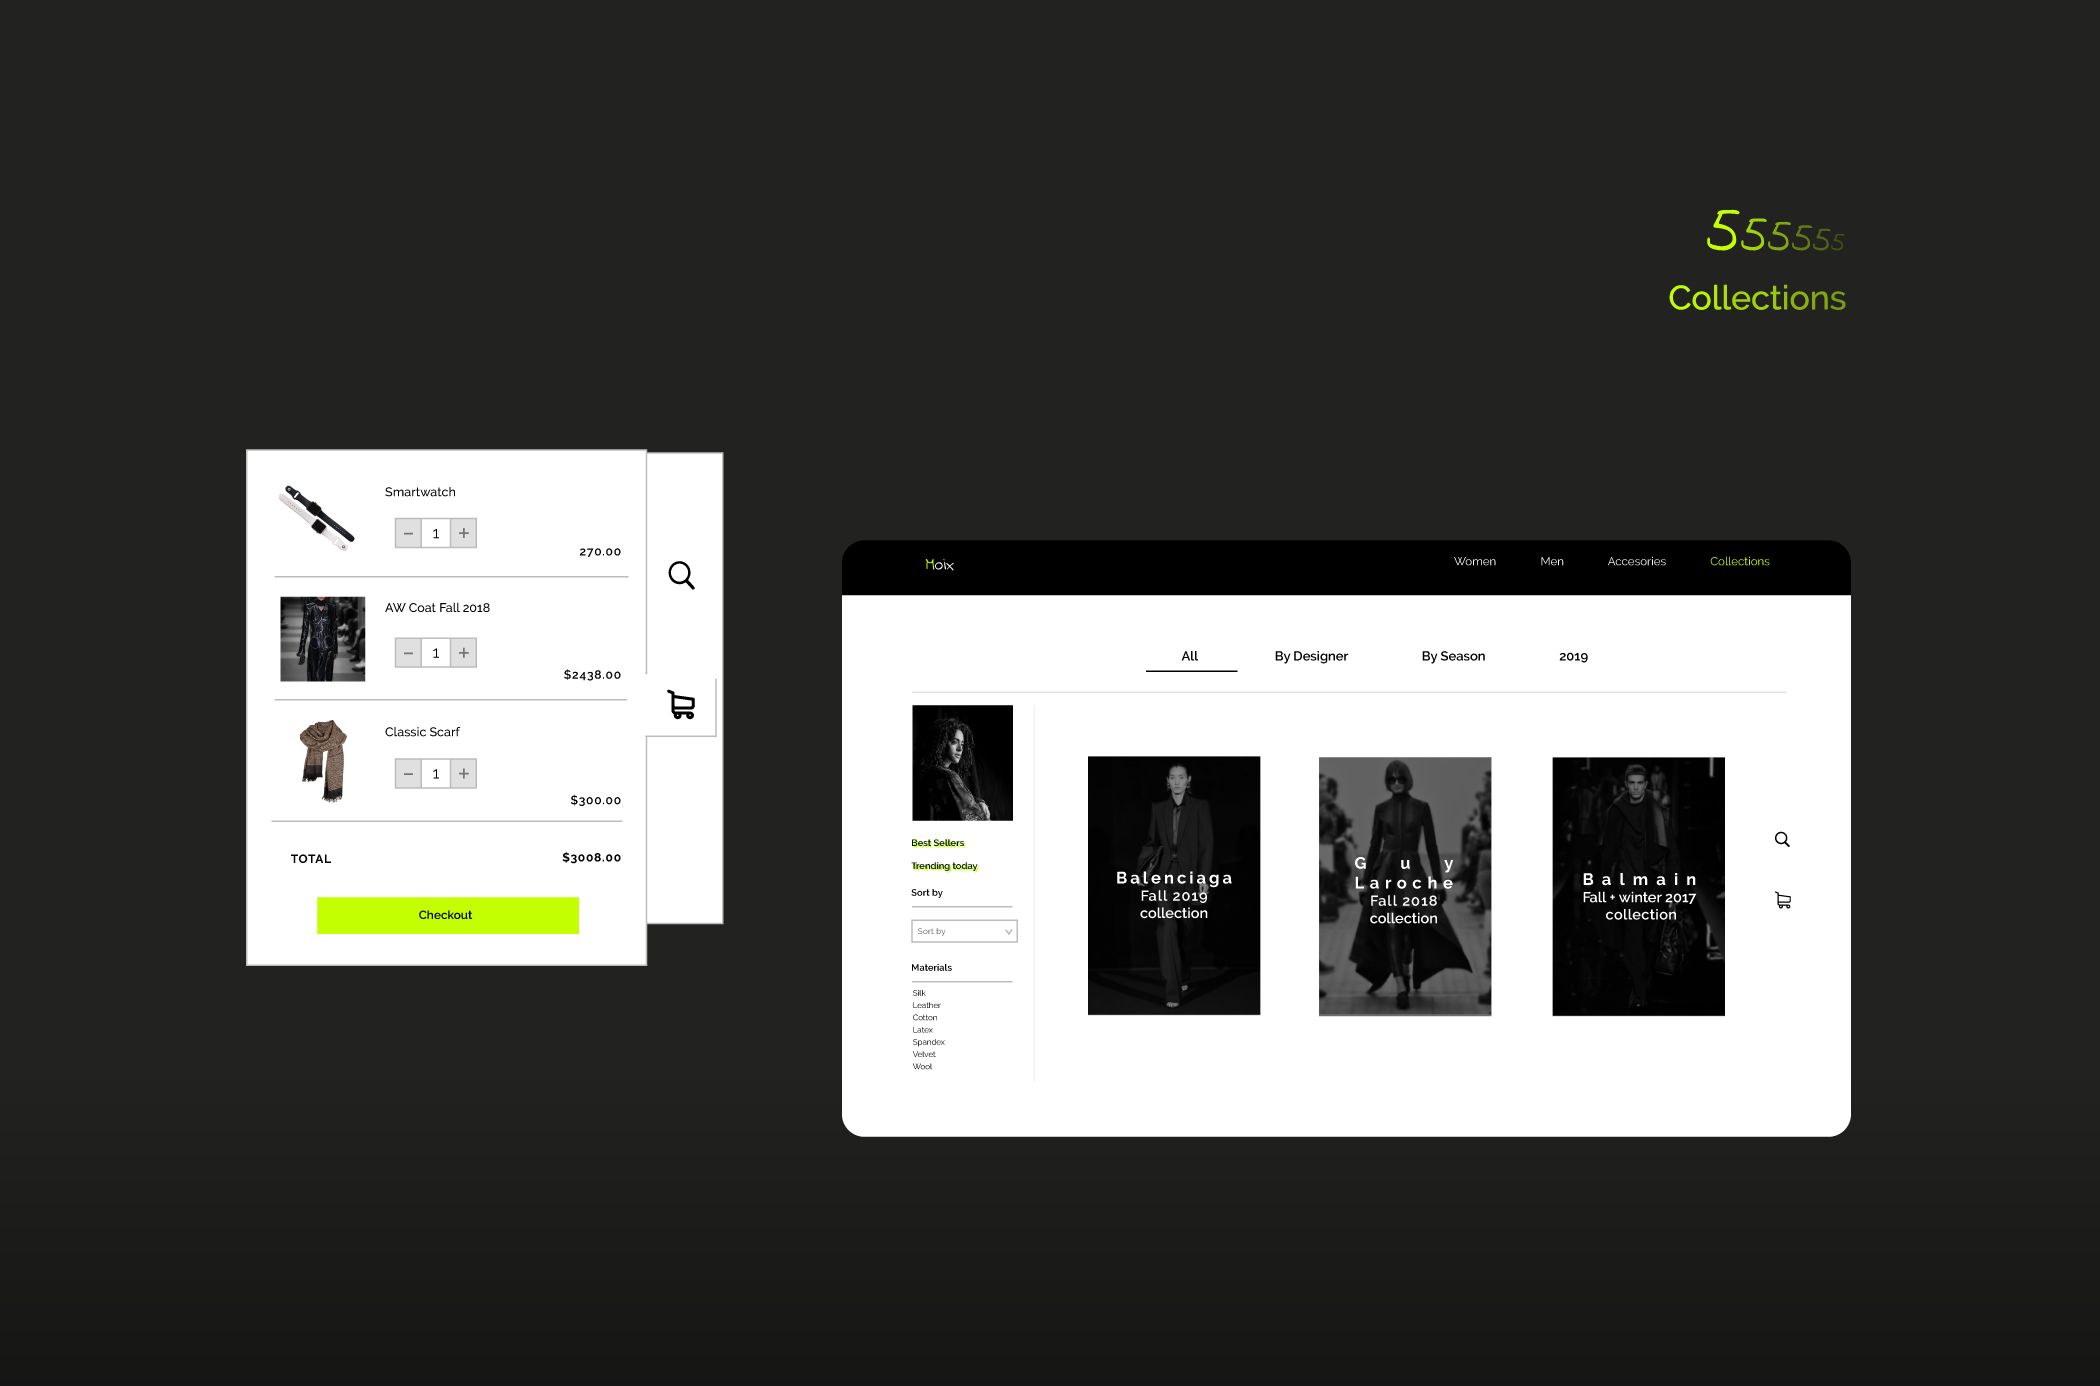 555555
Collections
Smartwatch
− 1 +
270.00
AW Coat Fall 2018
− 1 +
$2438.00
Classic Scarf
− 1 +
$300.00
TOTAL $3008.00
Checkout
Moix Women Men Accesories Collections
All By Designer By Season 2019
Best Sellers
Trending today
Sort by
Sort by
Materials
Silk
Leather
Cotton
Latex
Spandex
Velvet
Wool
Balenciaga
Fall 2019
collection
Guy
Laroche
Fall 2018
collection
Balmain
Fall + winter 2017
collection